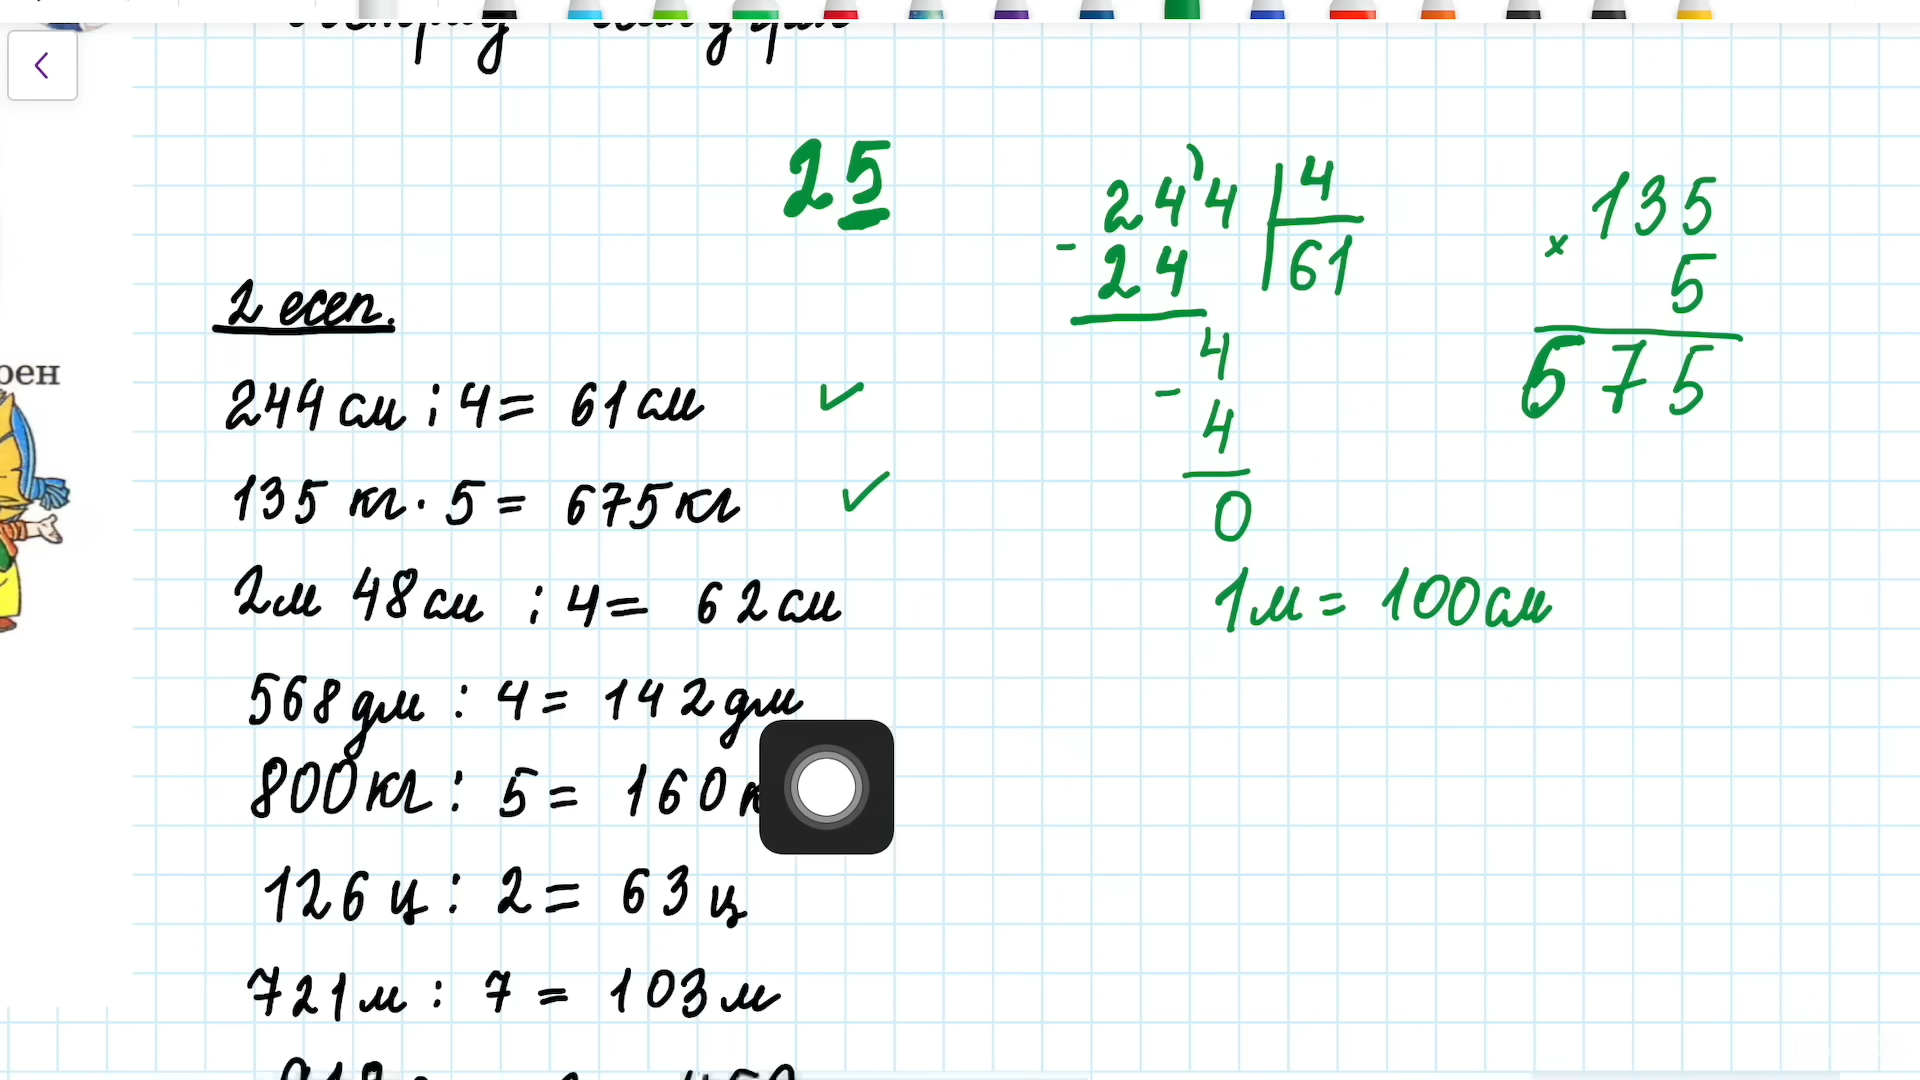 25
2 есеп.
244 см : 4 = 61 см
135 кг · 5 = 675 кг
2м 48 см : 4 = 62 см
568 дм : 4 = 142 дм
800 кг : 5 = 160
126 ц : 2 = 63 ц
721 м : 7 = 103 м
рен
244 4
- 24 61
4
- 4
0
135
× 5
675
1м = 100 см